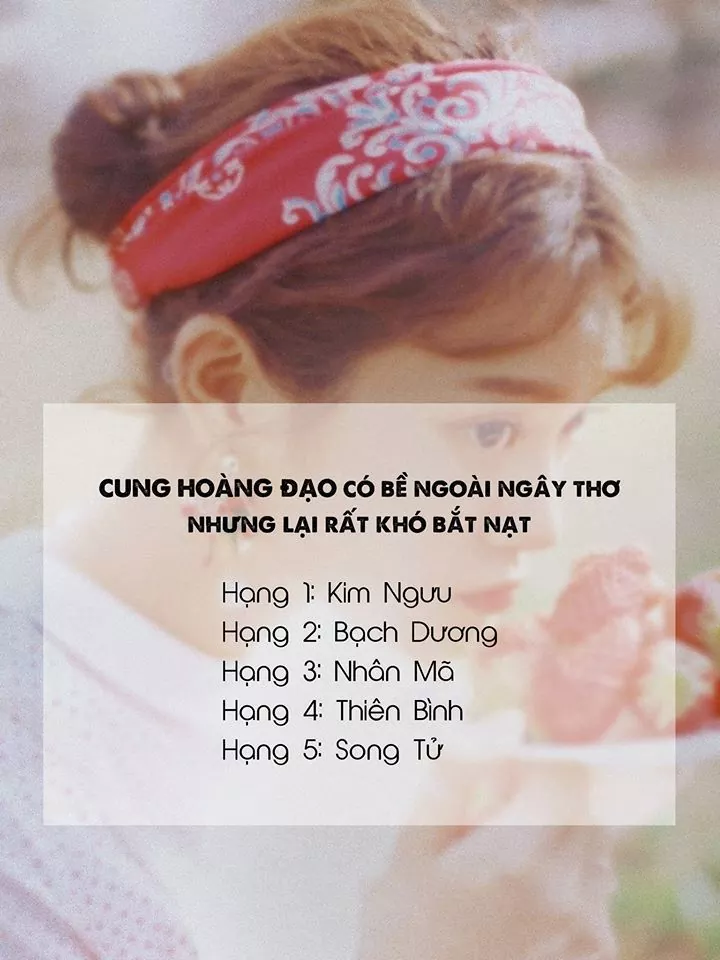 CUNG HOÀNG ĐẠO CÓ BỀ NGOÀI NGÂY THƠ
NHƯNG LẠI RẤT KHÓ BẮT NẠT
Hạng 1: Kim Ngưu
Hạng 2: Bạch Dương
Hạng 3: Nhân Mã
Hạng 4: Thiên Bình
Hạng 5: Song Tử